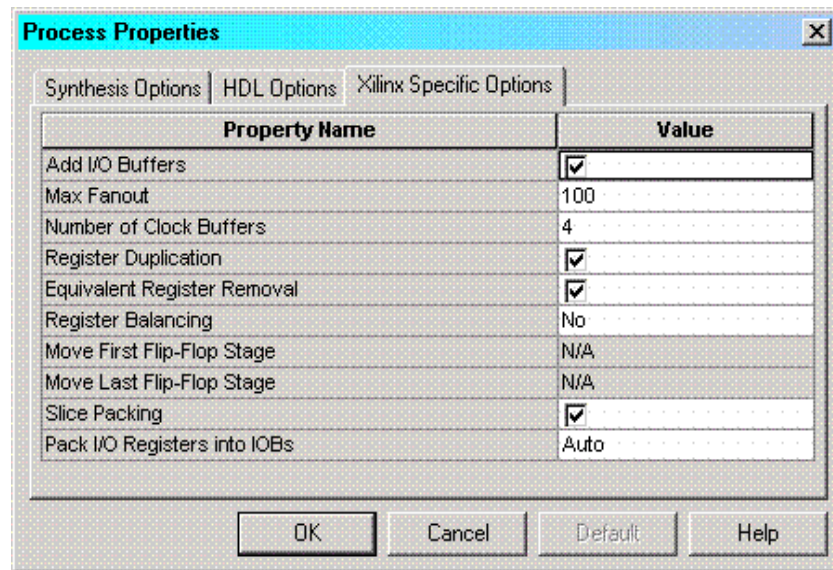 Process Properties
Synthesis Options HDL Options Xilinx Specific Options
Property Name Value
Add I/O Buffers
Max Fanout 100
Number of Clock Buffers 4
Register Duplication
Equivalent Register Removal
Register Balancing No
Move First Flip-Flop Stage N/A
Move Last Flip-Flop Stage N/A
Slice Packing
Pack I/O Registers into IOBs Auto
OK Cancel Default Help